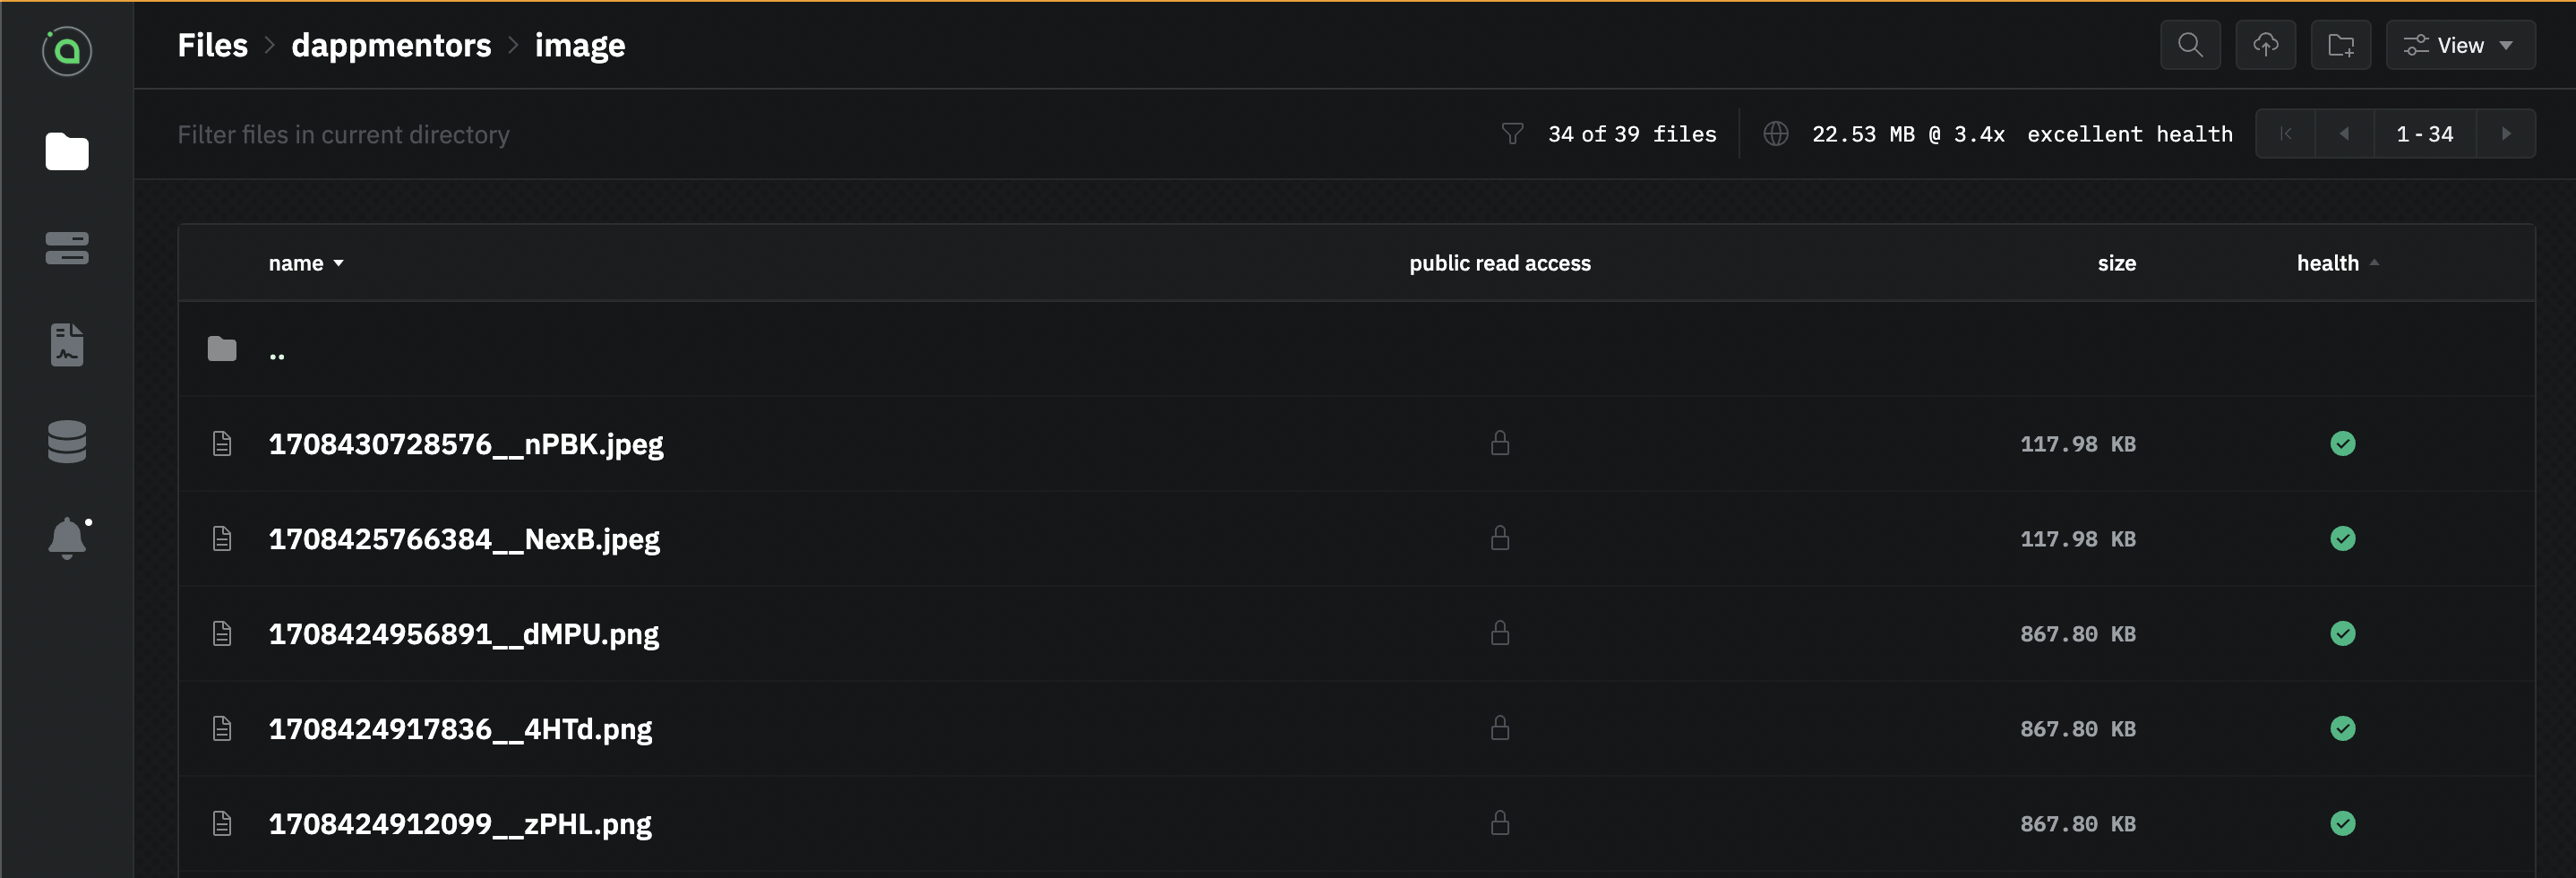 Files > dappmentors > image
View
Filter files in current directory
34 of 39 files
22.53 MB @ 3.4x excellent health
1 - 34
name public read access size health
..
1708430728576__nPBK.jpeg 117.98 KB
1708425766384__NexB.jpeg 117.98 KB
1708424956891__dMPU.png 867.80 KB
1708424917836__4HTd.png 867.80 KB
1708424912099__zPHL.png 867.80 KB